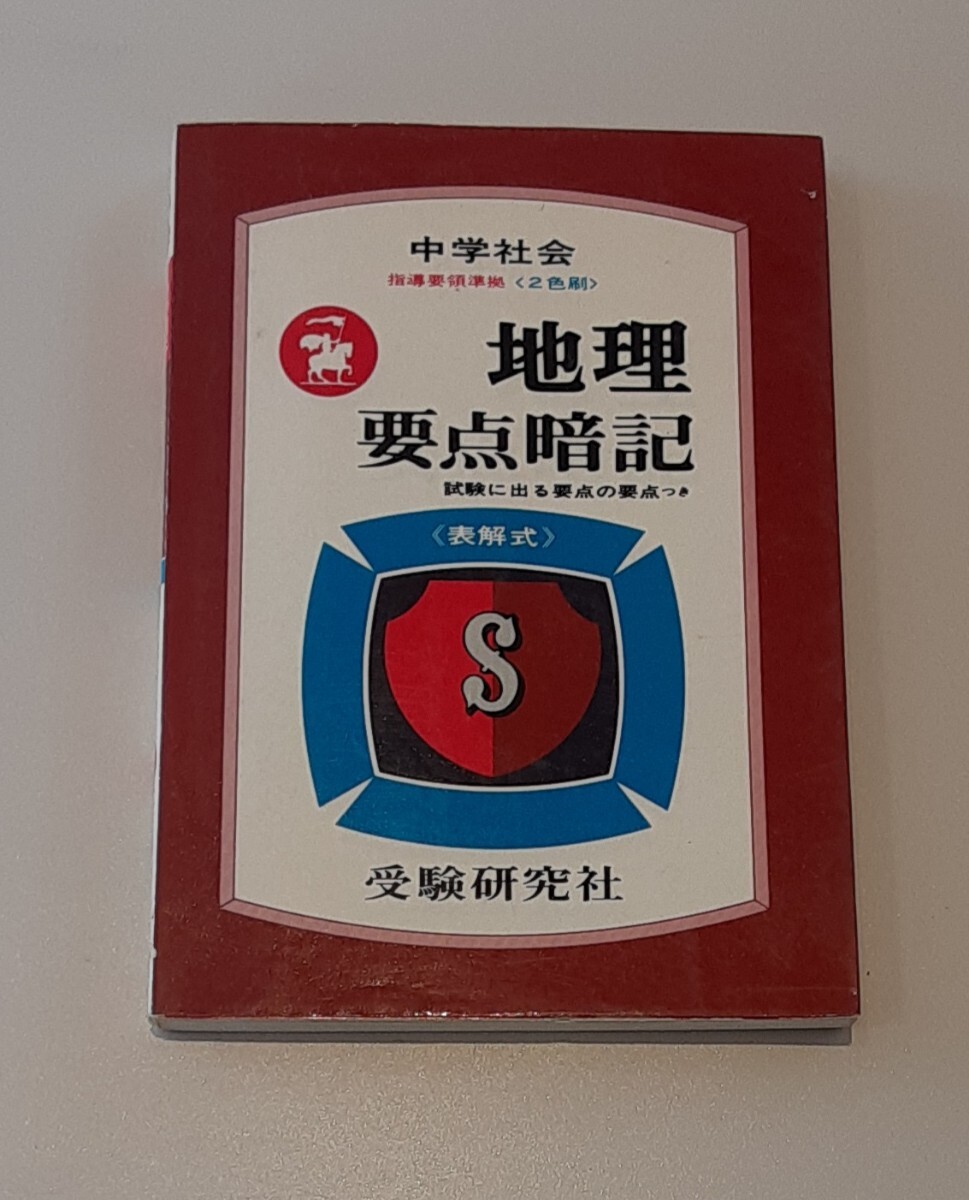 中学社会
指導要領準拠〈2色刷〉
地理
要点暗記
試験に出る要点の要点つき
《表解式》
S
受験研究社